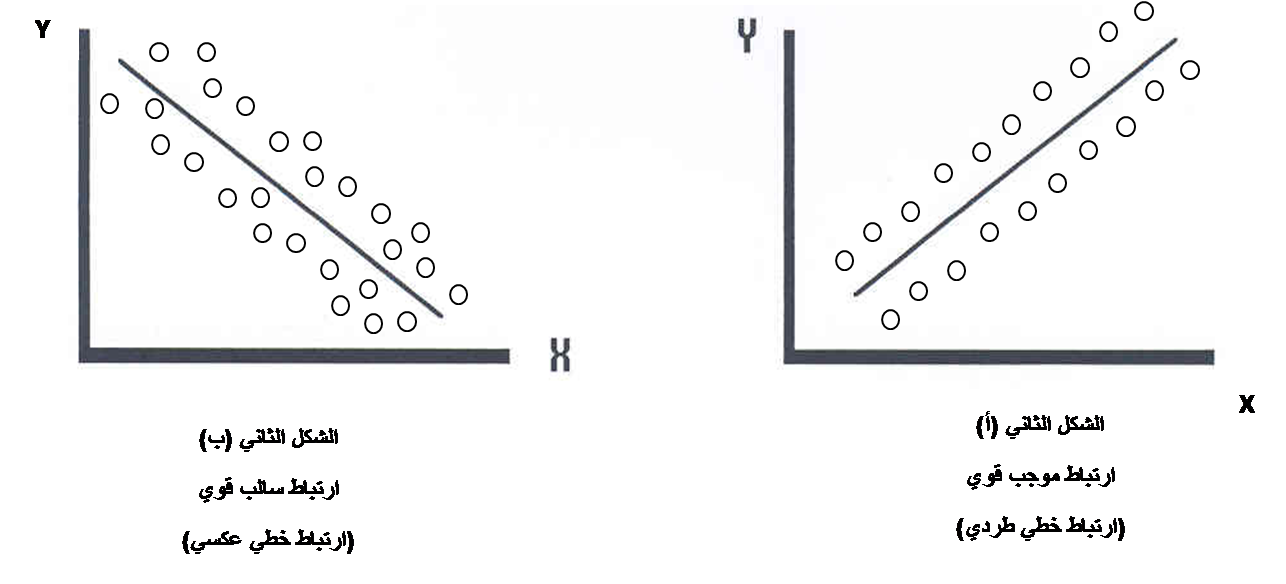 Y
Y
X
X
الشكل الثاني (أ)
ارتباط موجب قوي
(ارتباط خطي طردي)
الشكل الثاني (ب)
ارتباط سالب قوي
(ارتباط خطي عكسي)